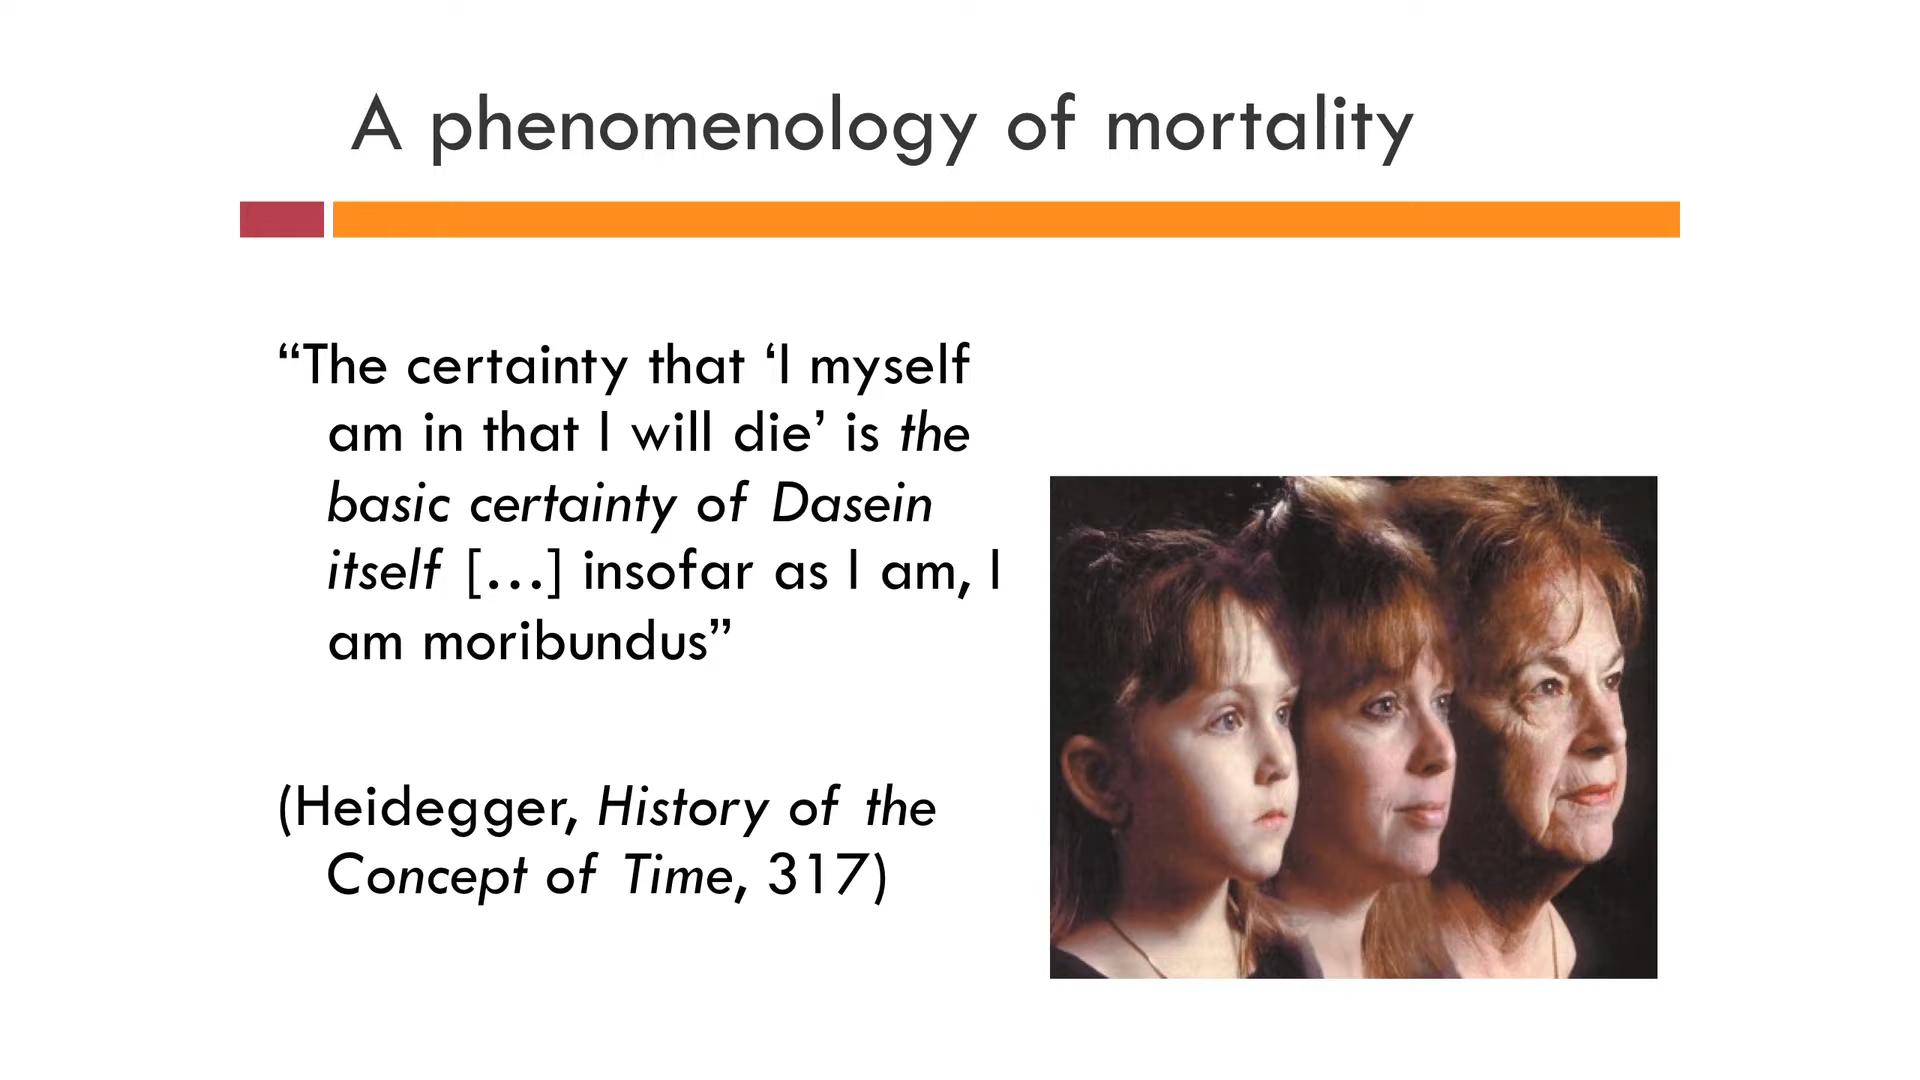 A phenomenology of mortality
“The certainty that ‘I myself
am in that I will die’ is the
basic certainty of Dasein
itself […] insofar as I am, I
am moribundus”
(Heidegger, History of the
Concept of Time, 317)